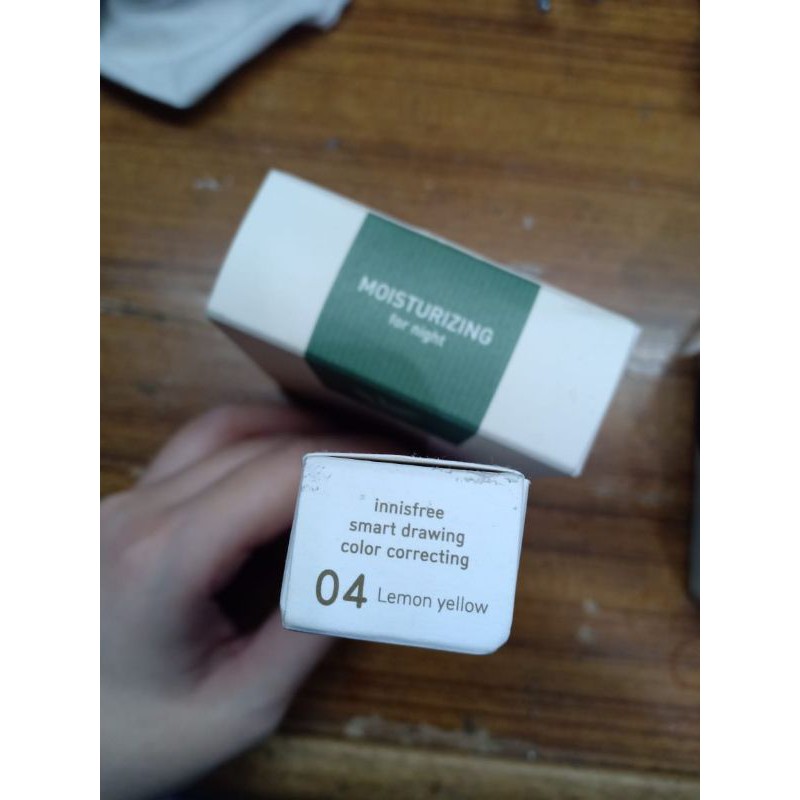 MOISTURIZING
for night
innisfree
smart drawing
color correcting
04 Lemon yellow